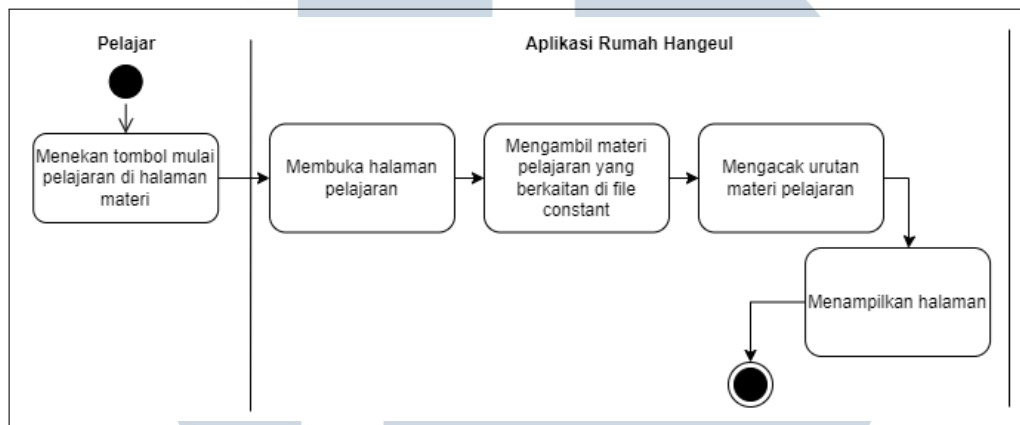 Pelajar
Aplikasi Rumah Hangeul
Menekan tombol mulai
pelajaran di halaman
materi
Membuka halaman
pelajaran
Mengambil materi
pelajaran yang
berkaitan di file
constant
Mengacak urutan
materi pelajaran
Menampilkan halaman